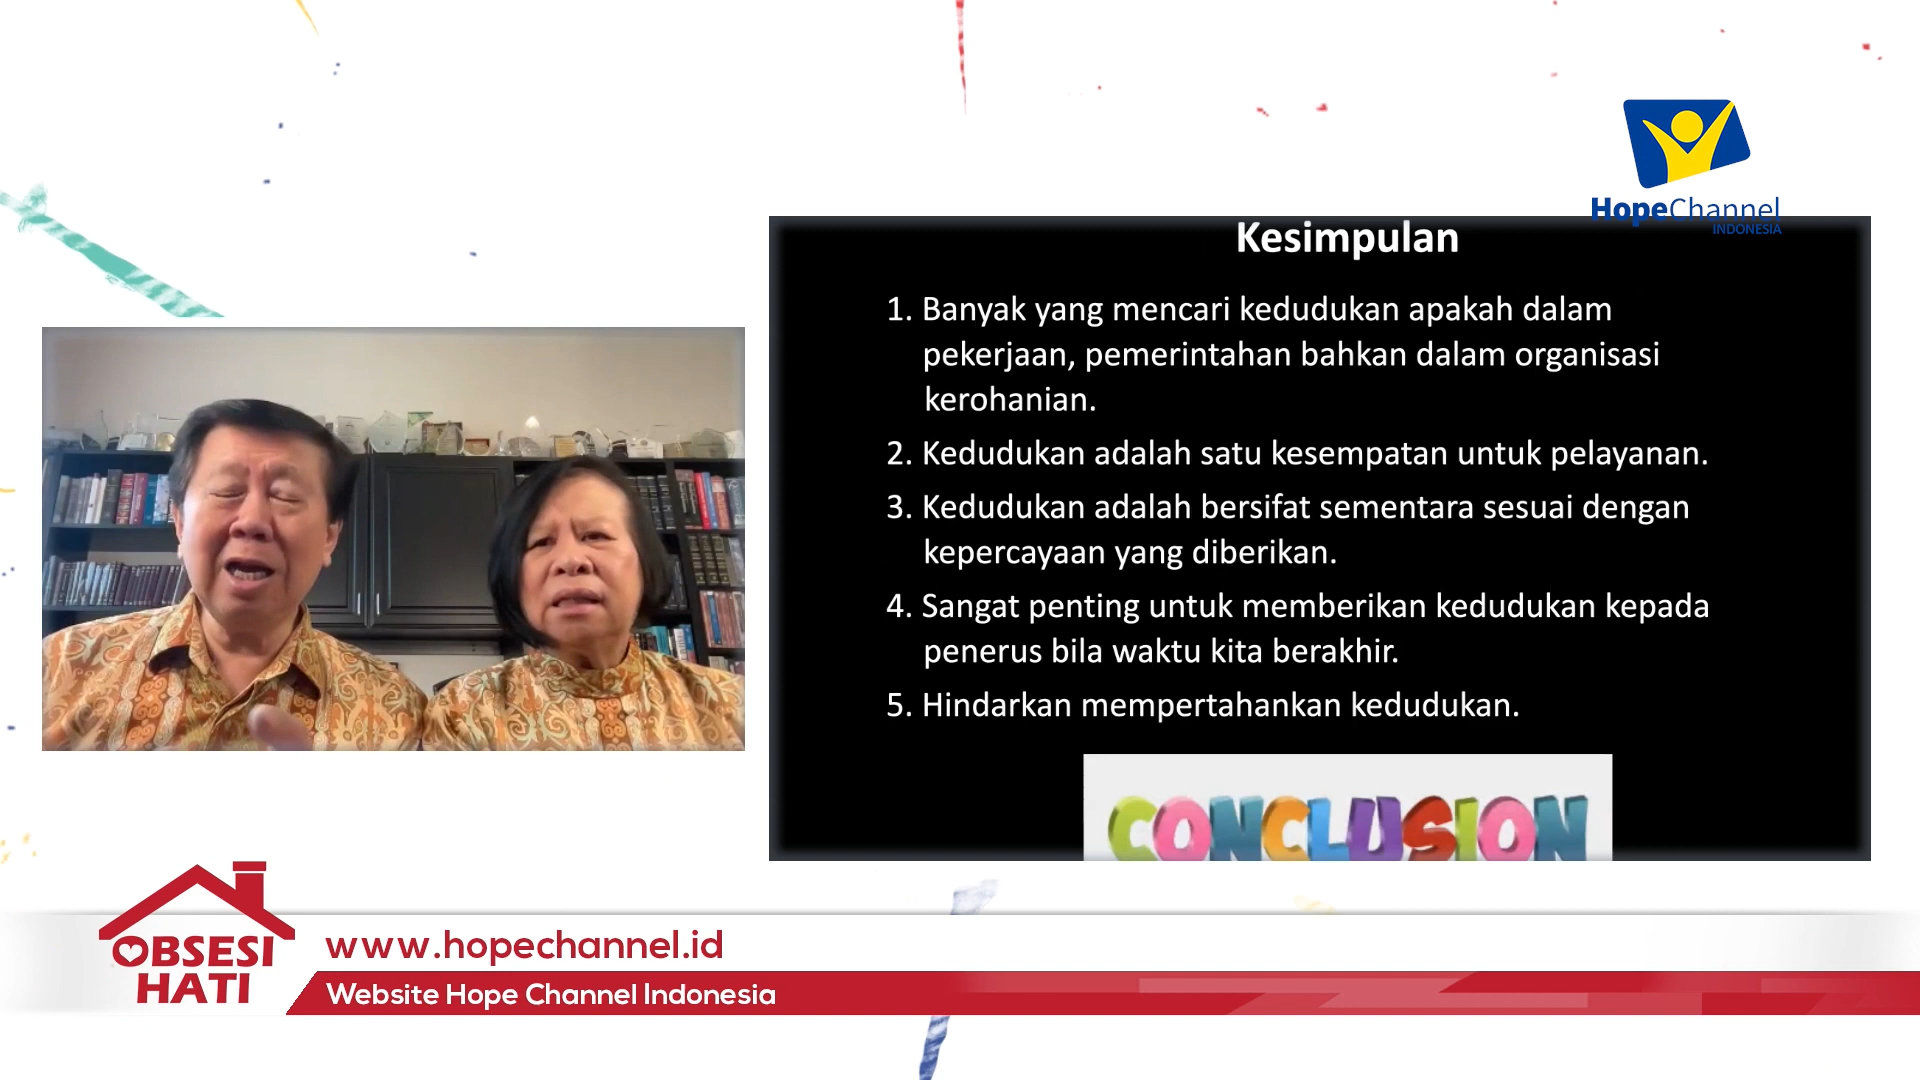 HopeChannel
INDONESIA
Kesimpulan
1. Banyak yang mencari kedudukan apakah dalam
pekerjaan, pemerintahan bahkan dalam organisasi
kerohanian.
2. Kedudukan adalah satu kesempatan untuk pelayanan.
3. Kedudukan adalah bersifat sementara sesuai dengan
kepercayaan yang diberikan.
4. Sangat penting untuk memberikan kedudukan kepada
penerus bila waktu kita berakhir.
5. Hindarkan mempertahankan kedudukan.
CONCLUSION
OBSESI
HATI
www.hopechannel.id
Website Hope Channel Indonesia